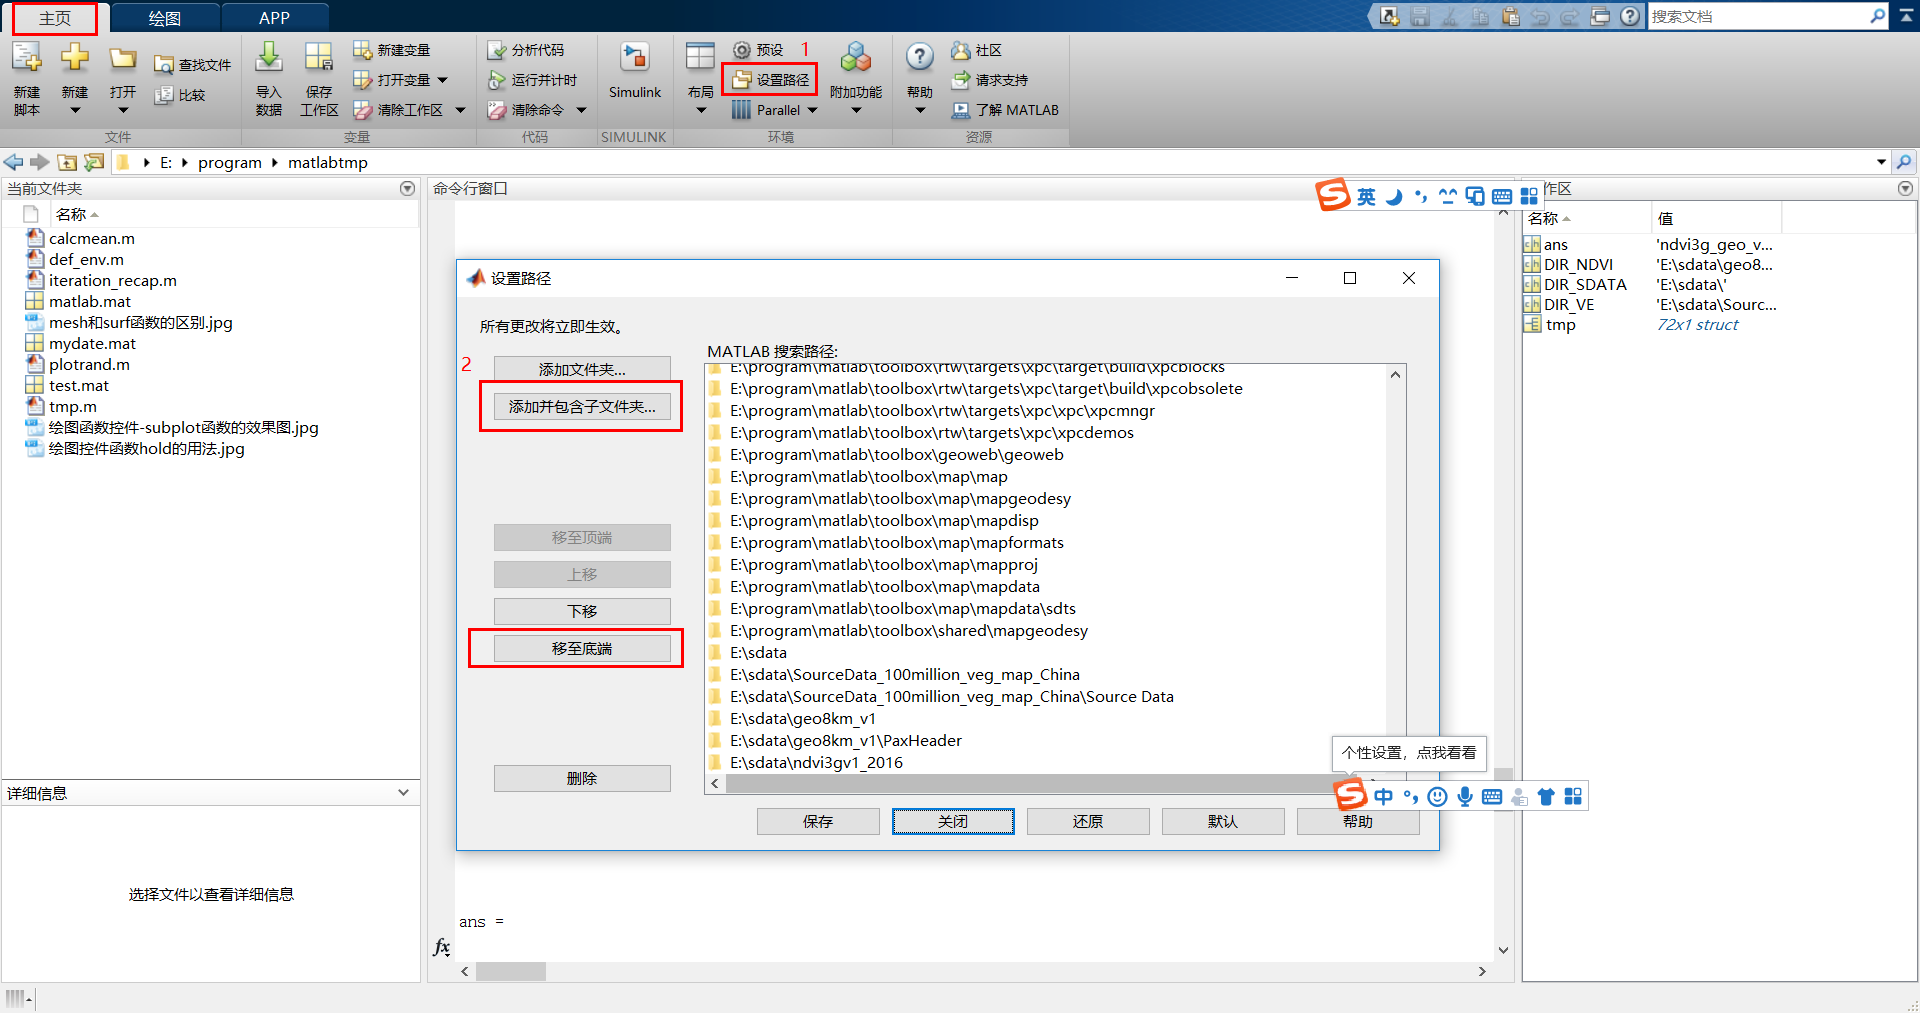 主页
绘图
APP
搜索文档
新建
脚本
新建
打开
查找文件
比较
文件
导入
数据
保存
工作区
新建变量
打开变量
清除工作区
变量
分析代码
运行并计时
清除命令
代码
Simulink
SIMULINK
布局
预设
1
设置路径
Parallel
附加功能
环境
帮助
社区
请求支持
了解 MATLAB
资源
E:
program
matlabtmp
当前文件夹
名称
calcmean.m
def_env.m
iteration_recap.m
matlab.mat
mesh和surf函数的区别.jpg
mydate.mat
plotrand.m
test.mat
tmp.m
绘图函数控件-subplot函数的效果图.jpg
绘图控件函数hold的用法.jpg
详细信息
选择文件以查看详细信息
命令行窗口
设置路径
所有更改将立即生效。
2
添加文件夹...
添加并包含子文件夹...
移至顶端
上移
下移
移至底端
删除
MATLAB 搜索路径:
E:\program\matlab\toolbox\rtw\targets\xpc\target\build\xpcblocks
E:\program\matlab\toolbox\rtw\targets\xpc\target\build\xpcobsolete
E:\program\matlab\toolbox\rtw\targets\xpc\xpc\xpcmngr
E:\program\matlab\toolbox\rtw\targets\xpc\xpcdemos
E:\program\matlab\toolbox\geoweb\geoweb
E:\program\matlab\toolbox\map\map
E:\program\matlab\toolbox\map\mapgeodesy
E:\program\matlab\toolbox\map\mapdisp
E:\program\matlab\toolbox\map\mapformats
E:\program\matlab\toolbox\map\mapproj
E:\program\matlab\toolbox\map\mapdata
E:\program\matlab\toolbox\map\mapdata\sdts
E:\program\matlab\toolbox\shared\mapgeodesy
E:\sdata
E:\sdata\SourceData_100million_veg_map_China
E:\sdata\SourceData_100million_veg_map_China\Source Data
E:\sdata\geo8km_v1
E:\sdata\geo8km_v1\PaxHeader
E:\sdata\ndvi3gv1_2016
保存
关闭
还原
默认
帮助
个性设置，点我看看
中
英
ans =
fx
作区
名称
值
ans
'ndvi3g_geo_v...
DIR_NDVI
'E:\sdata\geo8...
DIR_SDATA
'E:\sdata\'
DIR_VE
'E:\sdata\Sourc...
tmp
72x1 struct